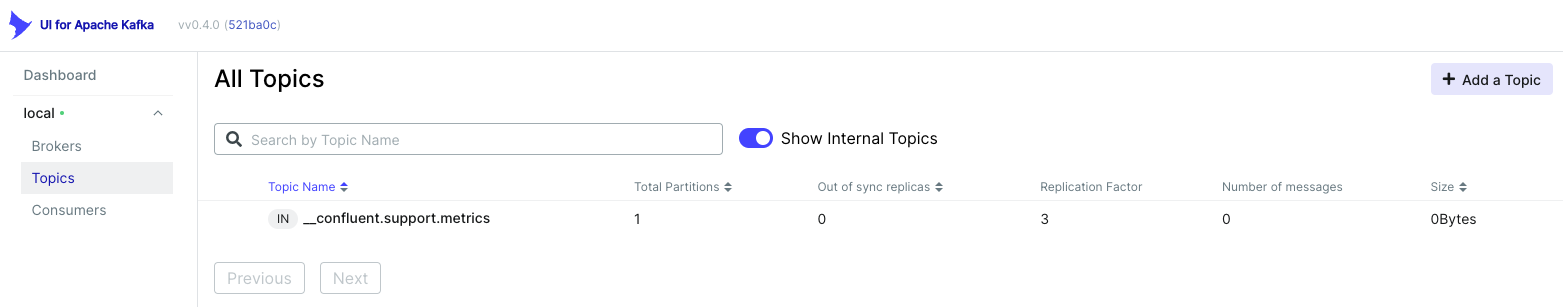 UI for Apache Kafka vv0.4.0 (521ba0c)
Dashboard
local
Brokers
Topics
Consumers
All Topics
Add a Topic
Search by Topic Name
Show Internal Topics
Topic Name Total Partitions Out of sync replicas Replication Factor Number of messages Size
IN __confluent.support.metrics 1 0 3 0 0Bytes
Previous Next